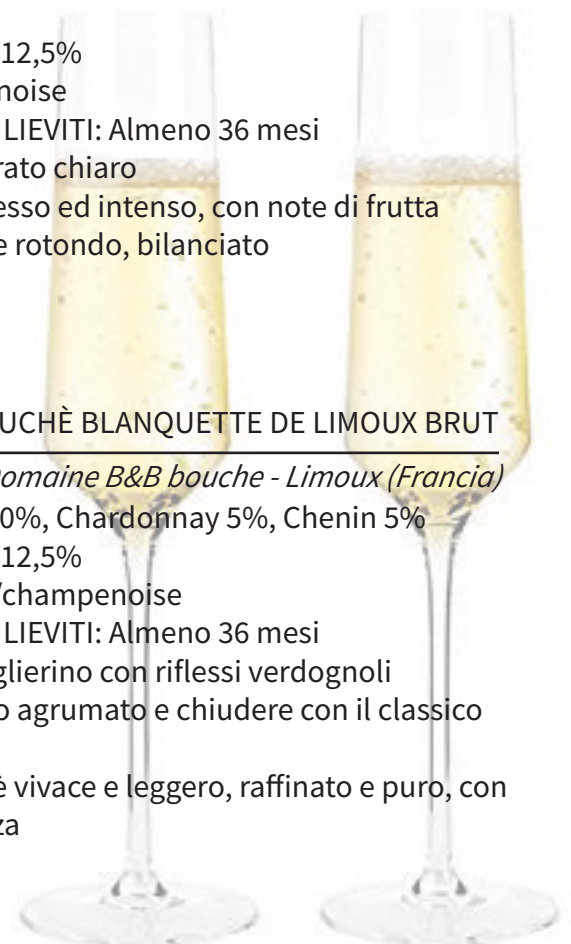 12,5%
noise
LIEVITI: Almeno 36 mesi
rato chiaro
esso ed intenso, con note di frutta
e rotondo, bilanciato
UCHÈ BLANQUETTE DE LIMOUX BRUT
Domaine B&B bouche - Limoux (Francia)
0%, Chardonnay 5%, Chenin 5%
12,5%
/champenoise
LIEVITI: Almeno 36 mesi
glierino con riflessi verdognoli
o agrumato e chiudere con il classico
è vivace e leggero, raffinato e puro, con
za